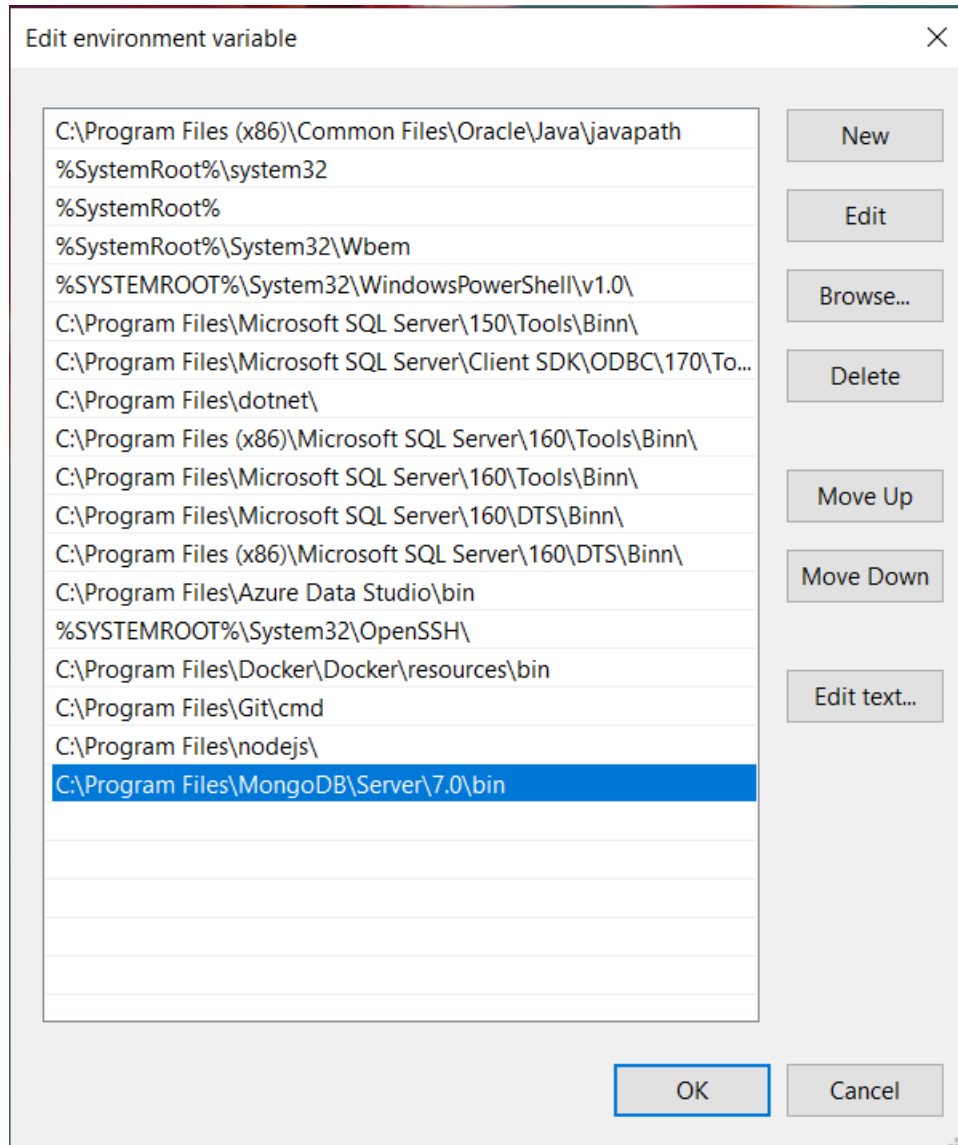 Edit environment variable
C:\Program Files (x86)\Common Files\Oracle\Java\javapath
%SystemRoot%\system32
%SystemRoot%
%SystemRoot%\System32\Wbem
%SYSTEMROOT%\System32\WindowsPowerShell\v1.0\
C:\Program Files\Microsoft SQL Server\150\Tools\Binn\
C:\Program Files\Microsoft SQL Server\Client SDK\ODBC\170\To...
C:\Program Files\dotnet\
C:\Program Files (x86)\Microsoft SQL Server\160\Tools\Binn\
C:\Program Files\Microsoft SQL Server\160\Tools\Binn\
C:\Program Files\Microsoft SQL Server\160\DTS\Binn\
C:\Program Files (x86)\Microsoft SQL Server\160\DTS\Binn\
C:\Program Files\Azure Data Studio\bin
%SYSTEMROOT%\System32\OpenSSH\
C:\Program Files\Docker\Docker\resources\bin
C:\Program Files\Git\cmd
C:\Program Files\nodejs\
C:\Program Files\MongoDB\Server\7.0\bin
New
Edit
Browse...
Delete
Move Up
Move Down
Edit text...
OK
Cancel